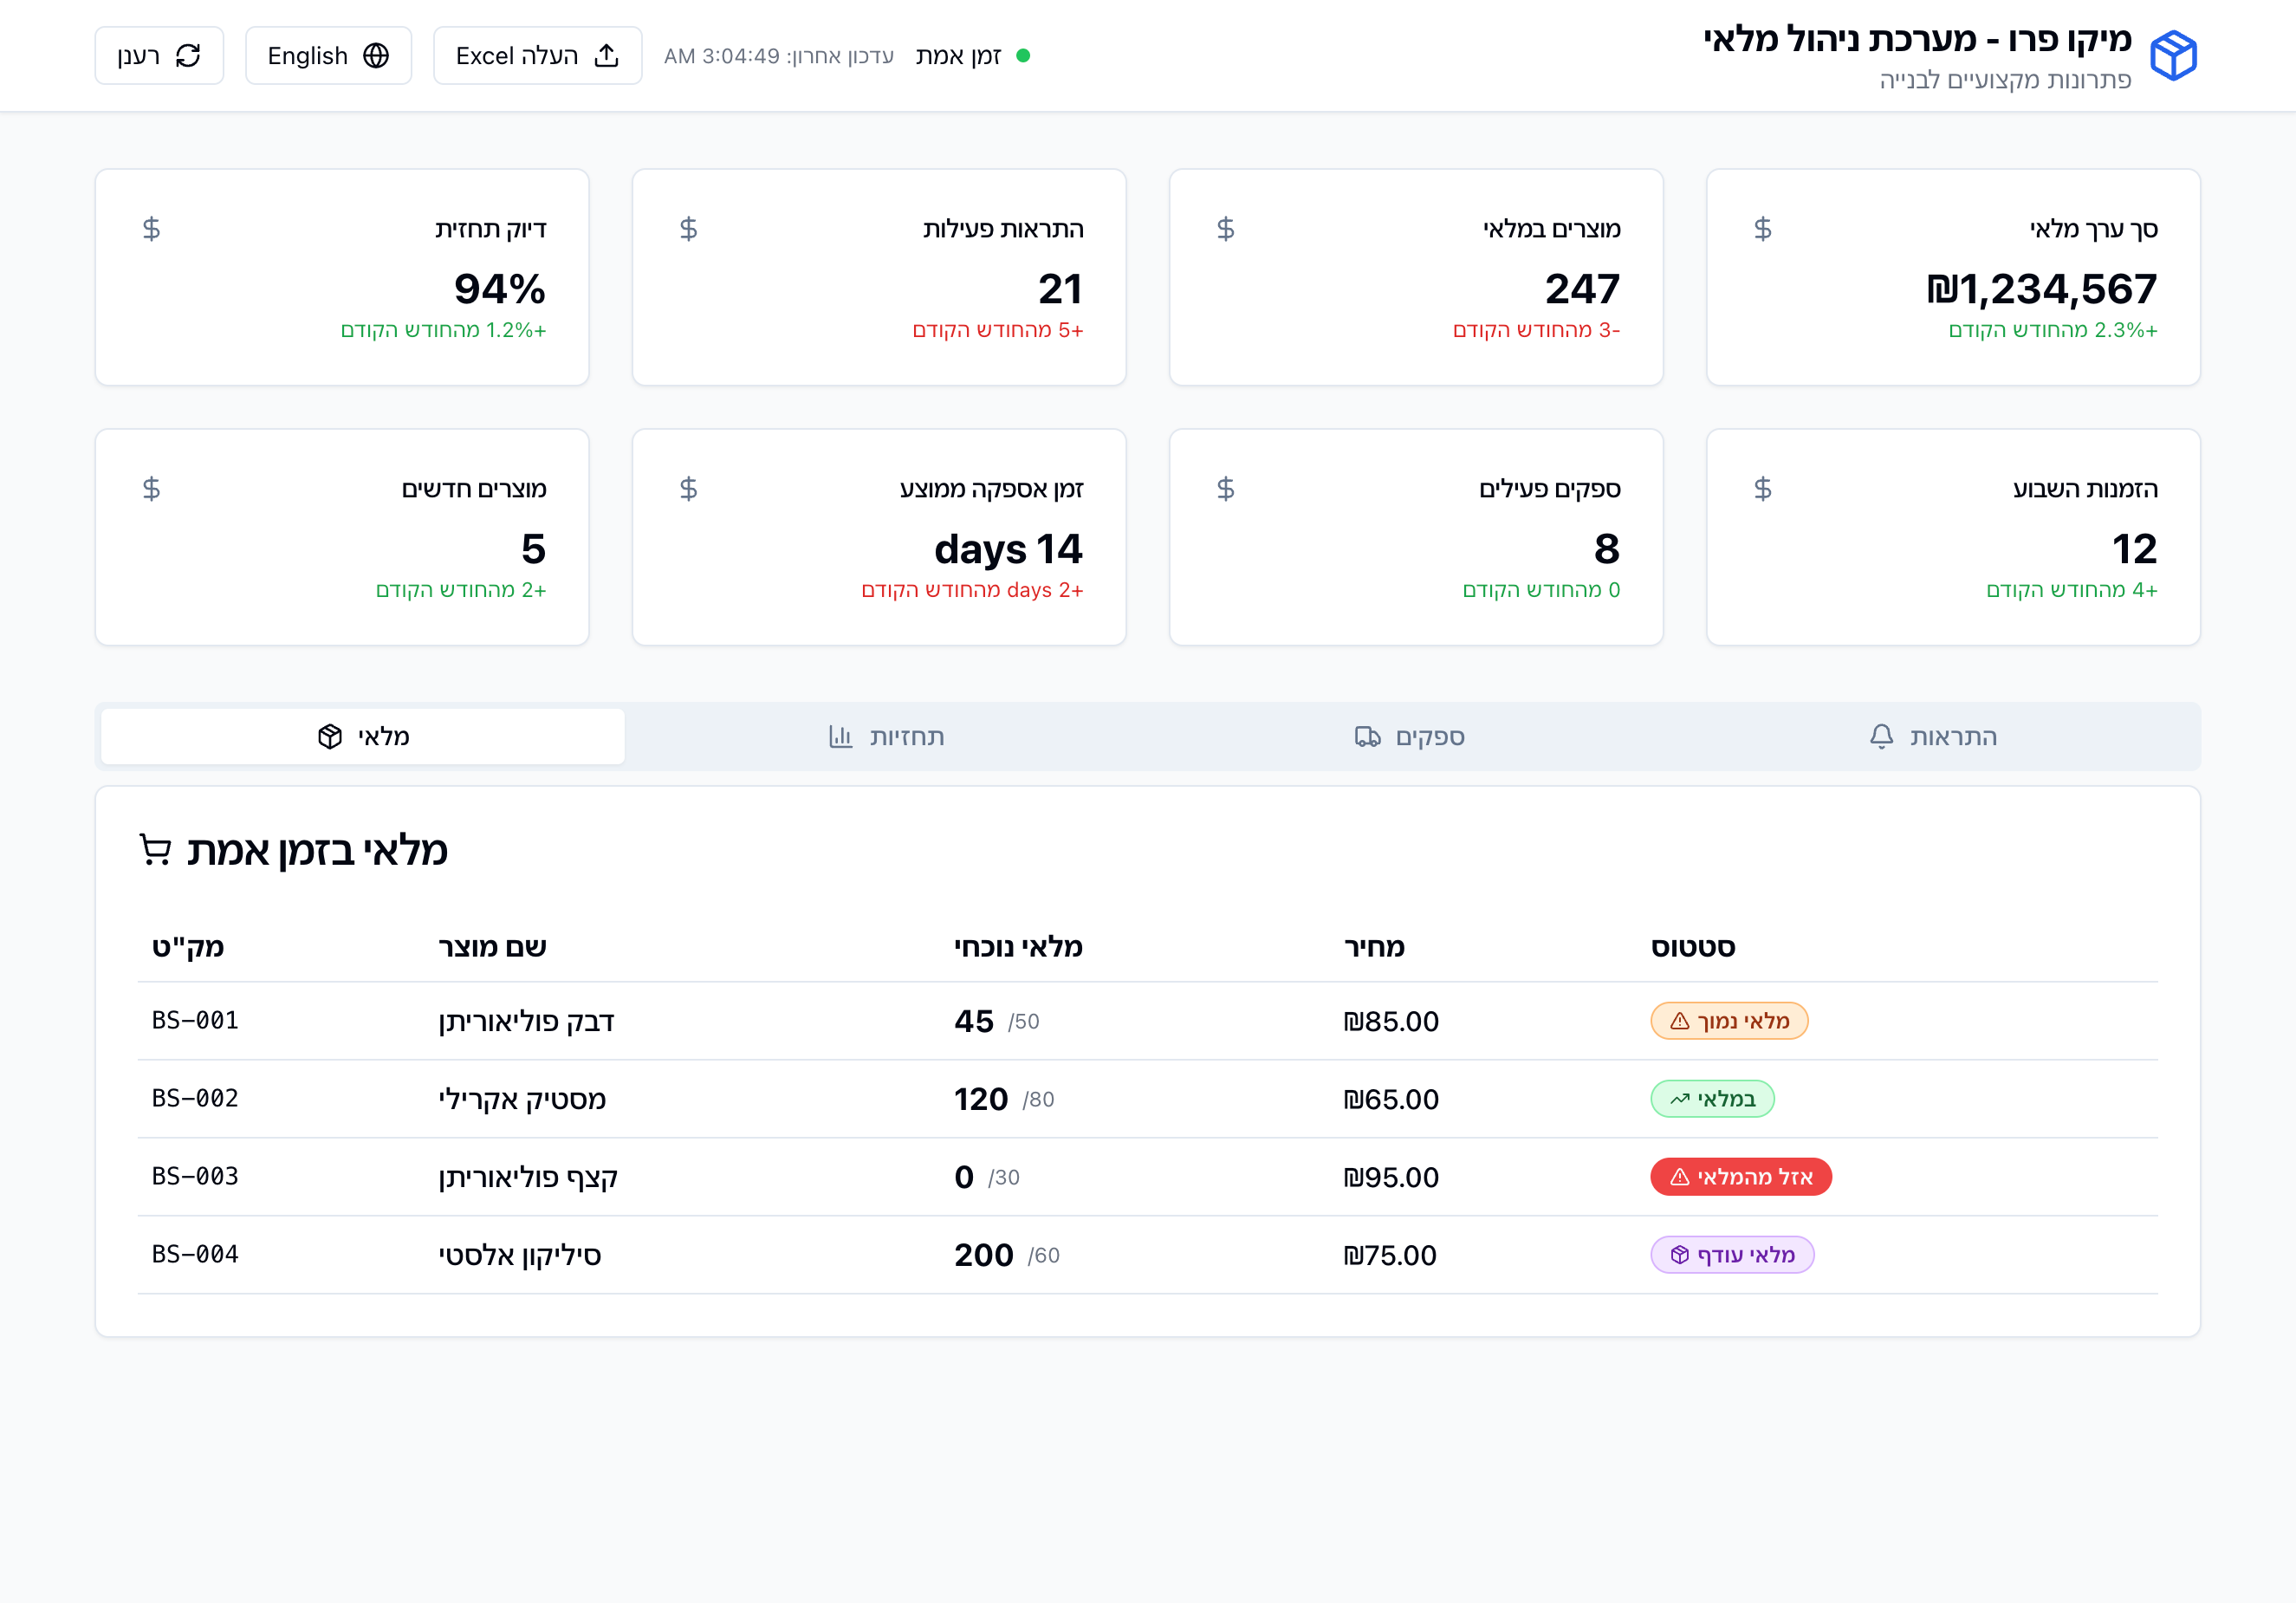 מיקו פרו - מערכת ניהול מלאי
פתרונות מקצועיים לבנייה
זמן אמת
עדכון אחרון: 3:04:49 AM
העלה Excel
English
רענן
סך ערך מלאי
$
₪1,234,567
+2.3% מהחודש הקודם
מוצרים במלאי
$
247
-3 מהחודש הקודם
התראות פעילות
$
21
+5 מהחודש הקודם
דיוק תחזית
$
94%
+1.2% מהחודש הקודם
הזמנות השבוע
$
12
+4 מהחודש הקודם
ספקים פעילים
$
8
0 מהחודש הקודם
זמן אספקה ממוצע
$
14 days
+2 days מהחודש הקודם
מוצרים חדשים
$
5
+2 מהחודש הקודם
התראות
ספקים
תחזיות
מלאי
מלאי בזמן אמת
מק"ט שם מוצר מלאי נוכחי מחיר סטטוס
BS-001 דבק פוליאוריתן 45 /50 ₪85.00 מלאי נמוך
BS-002 מסטיק אקרילי 120 /80 ₪65.00 במלאי
BS-003 קצף פוליאוריתן 0 /30 ₪95.00 אזל מהמלאי
BS-004 סיליקון אלסטי 200 /60 ₪75.00 מלאי עודף